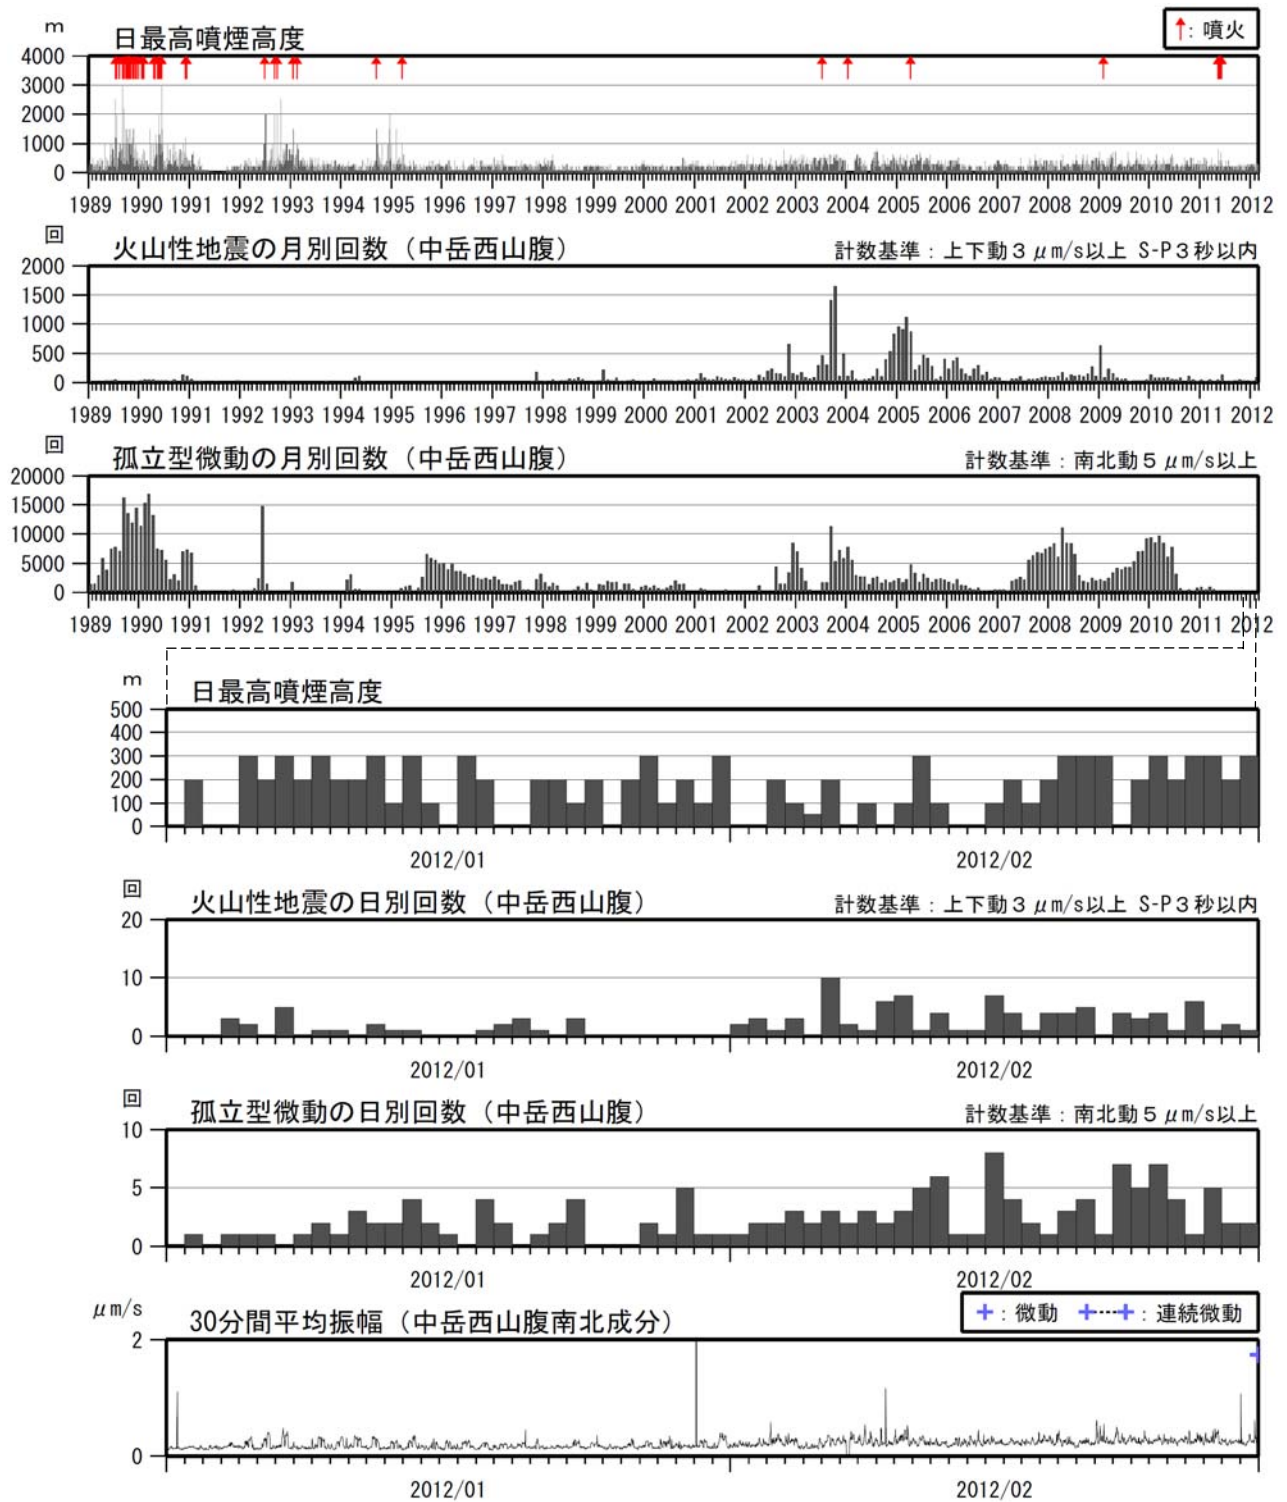 m
日最高噴煙高度
↑: 噴火
4000
3000
2000
1000
0
1989 1990 1991 1992 1993 1994 1995 1996 1997 1998 1999 2000 2001 2002 2003 2004 2005 2006 2007 2008 2009 2010 2011 2012
回
火山性地震の月別回数（中岳西山腹）
計数基準：上下動３μm/s以上 S-P３秒以内
2000
1500
1000
500
0
1989 1990 1991 1992 1993 1994 1995 1996 1997 1998 1999 2000 2001 2002 2003 2004 2005 2006 2007 2008 2009 2010 2011 2012
回
孤立型微動の月別回数（中岳西山腹）
計数基準：南北動５μm/s以上
20000
15000
10000
5000
0
1989 1990 1991 1992 1993 1994 1995 1996 1997 1998 1999 2000 2001 2002 2003 2004 2005 2006 2007 2008 2009 2010 2011 2012
m
日最高噴煙高度
500
400
300
200
100
0
2012/01 2012/02
回
火山性地震の日別回数（中岳西山腹）
計数基準：上下動３μm/s以上 S-P３秒以内
20
10
0
2012/01 2012/02
回
孤立型微動の日別回数（中岳西山腹）
計数基準：南北動５μm/s以上
10
5
0
2012/01 2012/02
μm/s
30分間平均振幅（中岳西山腹南北成分）
+：微動 +----+：連続微動
2
0
2012/01 2012/02